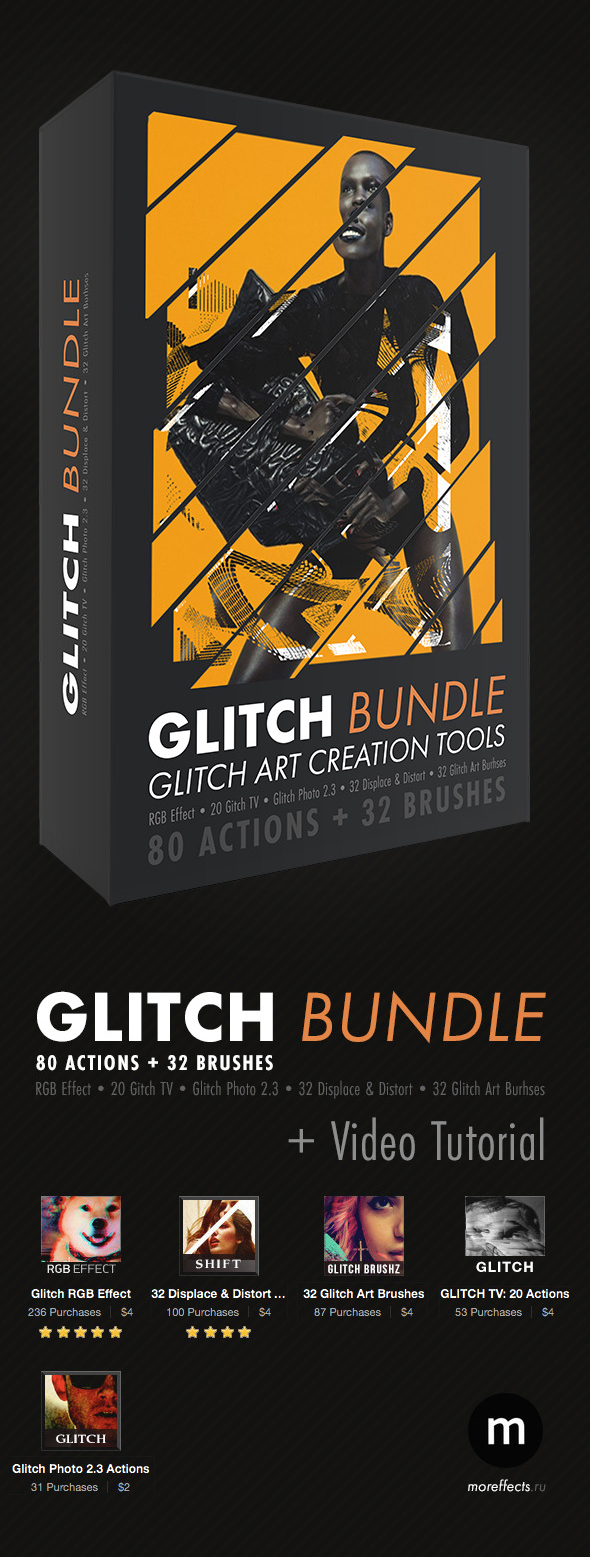 GLITCH BUNDLE
RGB Effect • 20 Gitch TV • Glitch Photo 2.3 • 32 Displace & Distort • 32 Glitch Art Burhses
GLITCH BUNDLE
GLITCH ART CREATION TOOLS
RGB Effect • 20 Gitch TV • Glitch Photo 2.3 • 32 Displace & Distort • 32 Glitch Art Burhses
80 ACTIONS + 32 BRUSHES
GLITCH BUNDLE
80 ACTIONS + 32 BRUSHES
RGB Effect • 20 Gitch TV • Glitch Photo 2.3 • 32 Displace & Distort • 32 Glitch Art Burhses
+ Video Tutorial
RGB EFFECT
SHIFT
GLITCH BRUSHZ
GLITCH
Glitch RGB Effect
32 Displace & Distort ...
32 Glitch Art Brushes
GLITCH TV: 20 Actions
236 Purchases | $4
100 Purchases | $4
87 Purchases | $4
53 Purchases | $4
GLITCH
Glitch Photo 2.3 Actions
31 Purchases | $2
m
moreffects.ru